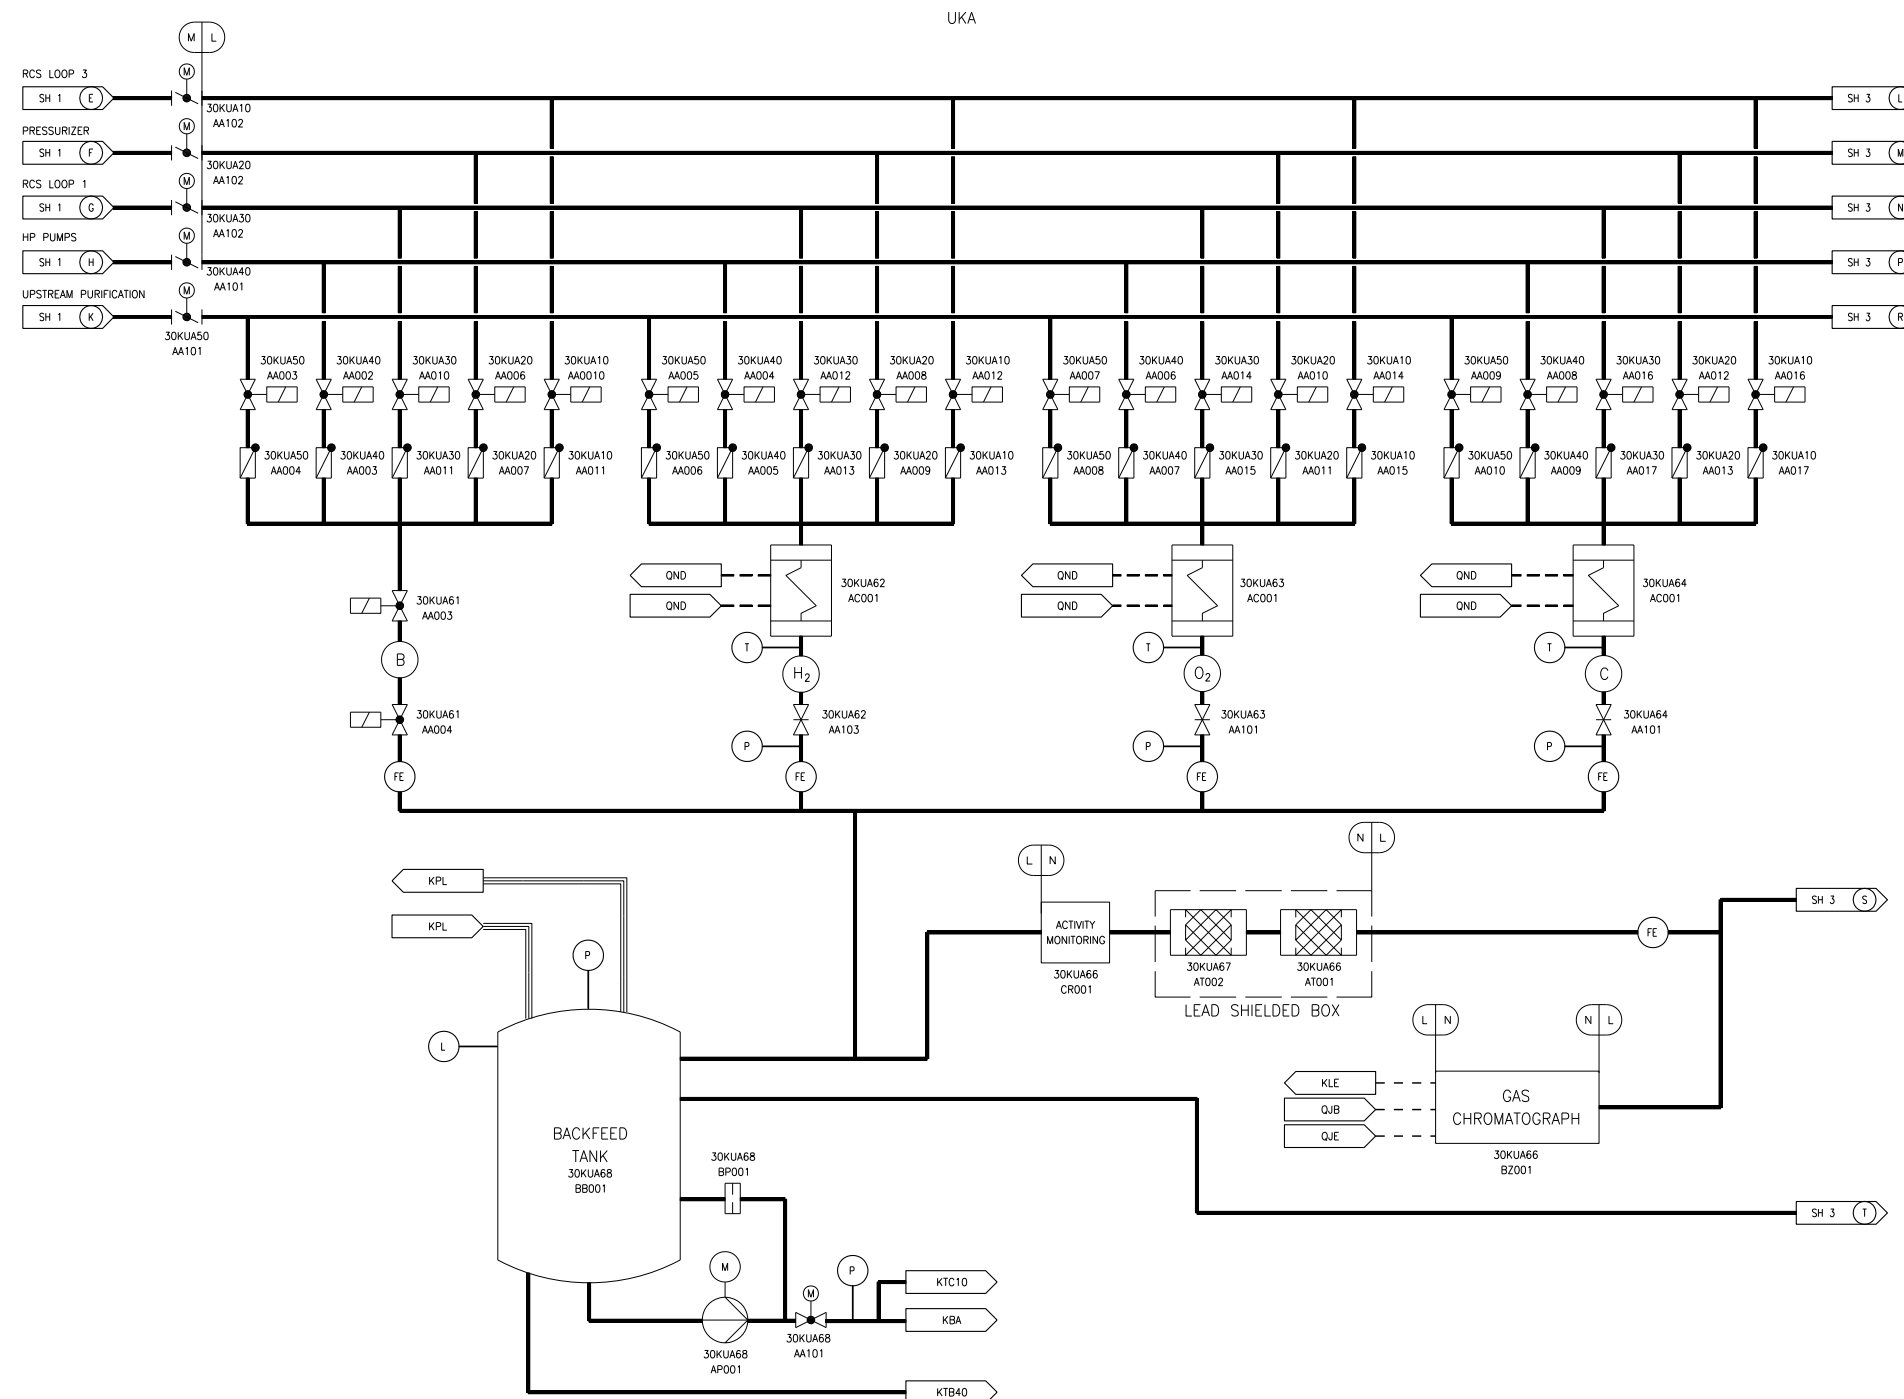 UKA
M L
RCS LOOP 3
SH 1 E
M
30KUA10
AA102
SH 3 L
PRESSURIZER
SH 1 F
M
30KUA20
AA102
SH 3 M
RCS LOOP 1
SH 1 G
M
30KUA30
AA102
SH 3 N
HP PUMPS
SH 1 H
M
30KUA40
AA101
SH 3 P
UPSTREAM PURIFICATION
SH 1 K
M
30KUA50
AA101
SH 3 R
30KUA50
AA003
30KUA40
AA002
30KUA30
AA010
30KUA20
AA006
30KUA10
AA0010
30KUA50
AA005
30KUA40
AA004
30KUA30
AA012
30KUA20
AA008
30KUA10
AA012
30KUA50
AA007
30KUA40
AA006
30KUA30
AA014
30KUA20
AA010
30KUA10
AA014
30KUA50
AA009
30KUA40
AA008
30KUA30
AA016
30KUA20
AA012
30KUA10
AA016
30KUA50
AA004
30KUA40
AA003
30KUA30
AA011
30KUA20
AA007
30KUA10
AA011
30KUA50
AA006
30KUA40
AA005
30KUA30
AA013
30KUA20
AA009
30KUA10
AA013
30KUA50
AA008
30KUA40
AA007
30KUA30
AA015
30KUA20
AA011
30KUA10
AA015
30KUA50
AA010
30KUA40
AA009
30KUA30
AA017
30KUA20
AA013
30KUA10
AA017
30KUA61
AA003
B
30KUA61
AA004
FE
QND
QND
30KUA62
AC001
T
H2
30KUA62
AA103
P
FE
QND
QND
30KUA63
AC001
T
O2
30KUA63
AA101
P
FE
QND
QND
30KUA64
AC001
T
C
30KUA64
AA101
P
FE
KPL
KPL
P
L
L N
ACTIVITY
MONITORING
30KUA66
CR001
N L
30KUA67
AT002
30KUA66
AT001
LEAD SHIELDED BOX
FE
SH 3 S
L N
N L
KLE
QJB
QJE
GAS
CHROMATOGRAPH
30KUA66
BZ001
BACKFEED
TANK
30KUA68
BB001
30KUA68
BP001
SH 3 T
M
30KUA68
AP001
M
30KUA68
AA101
P
KTC10
KBA
KTB40